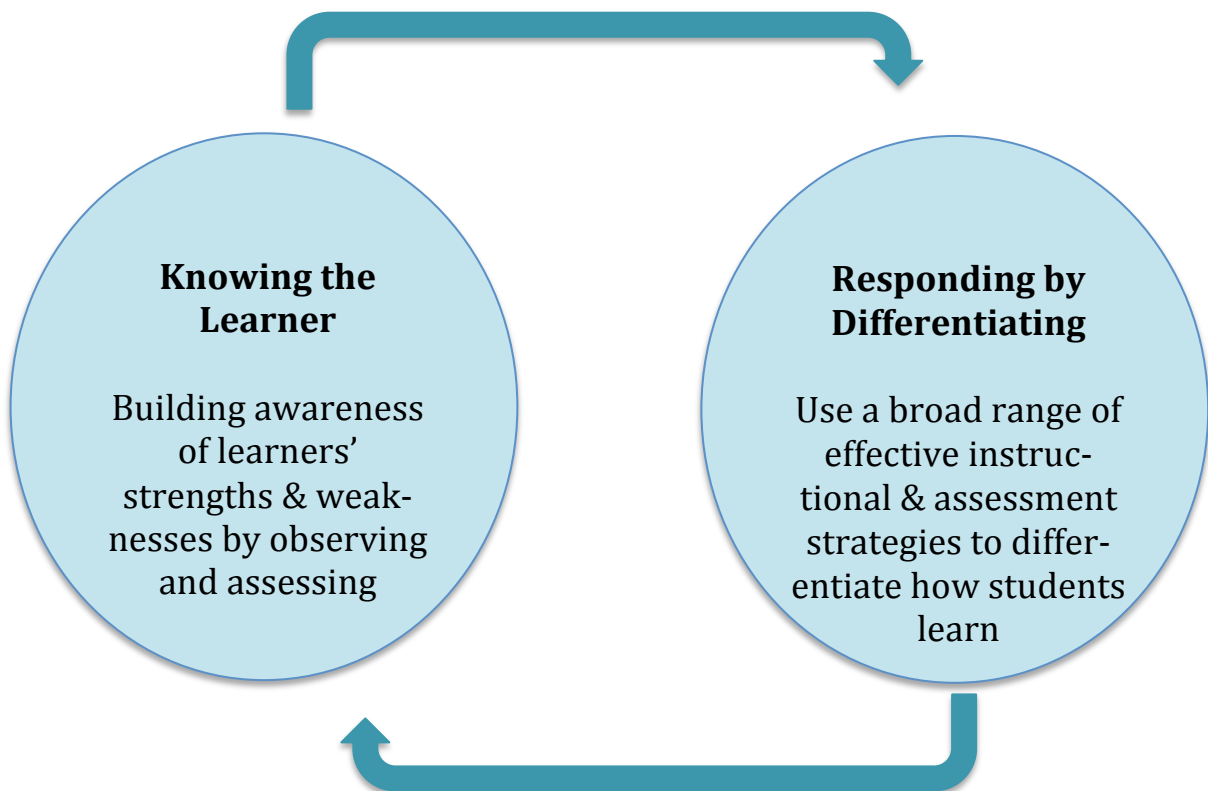 Knowing the
Learner
Building awareness
of learners’
strengths & weak-
nesses by observing
and assessing
Responding by
Differentiating
Use a broad range of
effective instruc-
tional & assessment
strategies to differ-
entiate how students
learn